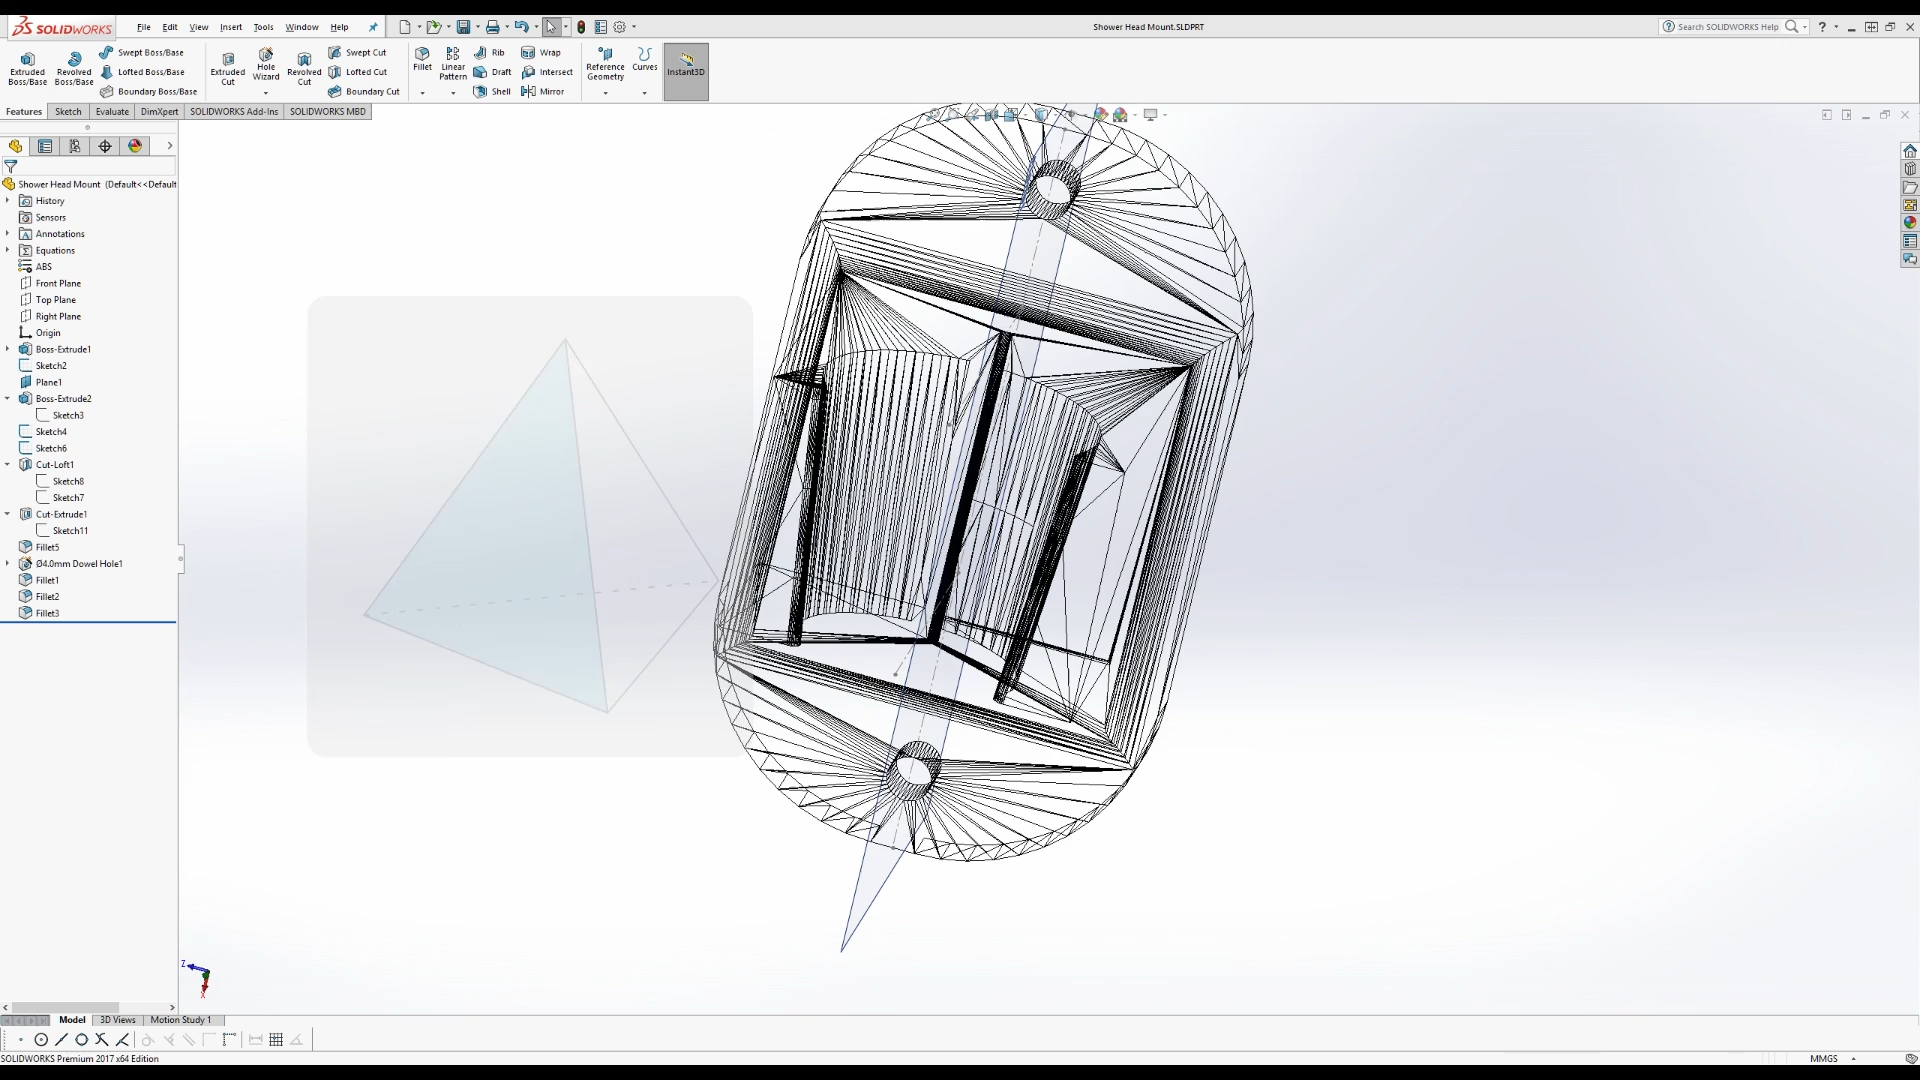 SOLIDWORKS
File Edit View Insert Tools Window Help
Shower Head Mount.SLDPRT
Search SOLIDWORKS Help
?
Extruded Boss/Base
Revolved Boss/Base
Swept Boss/Base
Lofted Boss/Base
Boundary Boss/Base
Extruded Cut
Hole Wizard
Revolved Cut
Swept Cut
Lofted Cut
Boundary Cut
Fillet
Linear Pattern
Rib
Draft
Shell
Wrap
Intersect
Mirror
Reference Geometry
Curves
Instant3D
Features Sketch Evaluate DimXpert SOLIDWORKS Add-Ins SOLIDWORKS MBD
Shower Head Mount (Default<<Default
History
Sensors
Annotations
Equations
ABS
Front Plane
Top Plane
Right Plane
Origin
Boss-Extrude1
Sketch2
Plane1
Boss-Extrude2
Sketch3
Sketch4
Sketch6
Cut-Loft1
Sketch8
Sketch7
Cut-Extrude1
Sketch11
Fillet5
Ø4.0mm Dowel Hole1
Fillet1
Fillet2
Fillet3
Z
X
Model 3D Views Motion Study 1
SOLIDWORKS Premium 2017 x64 Edition
MMGS